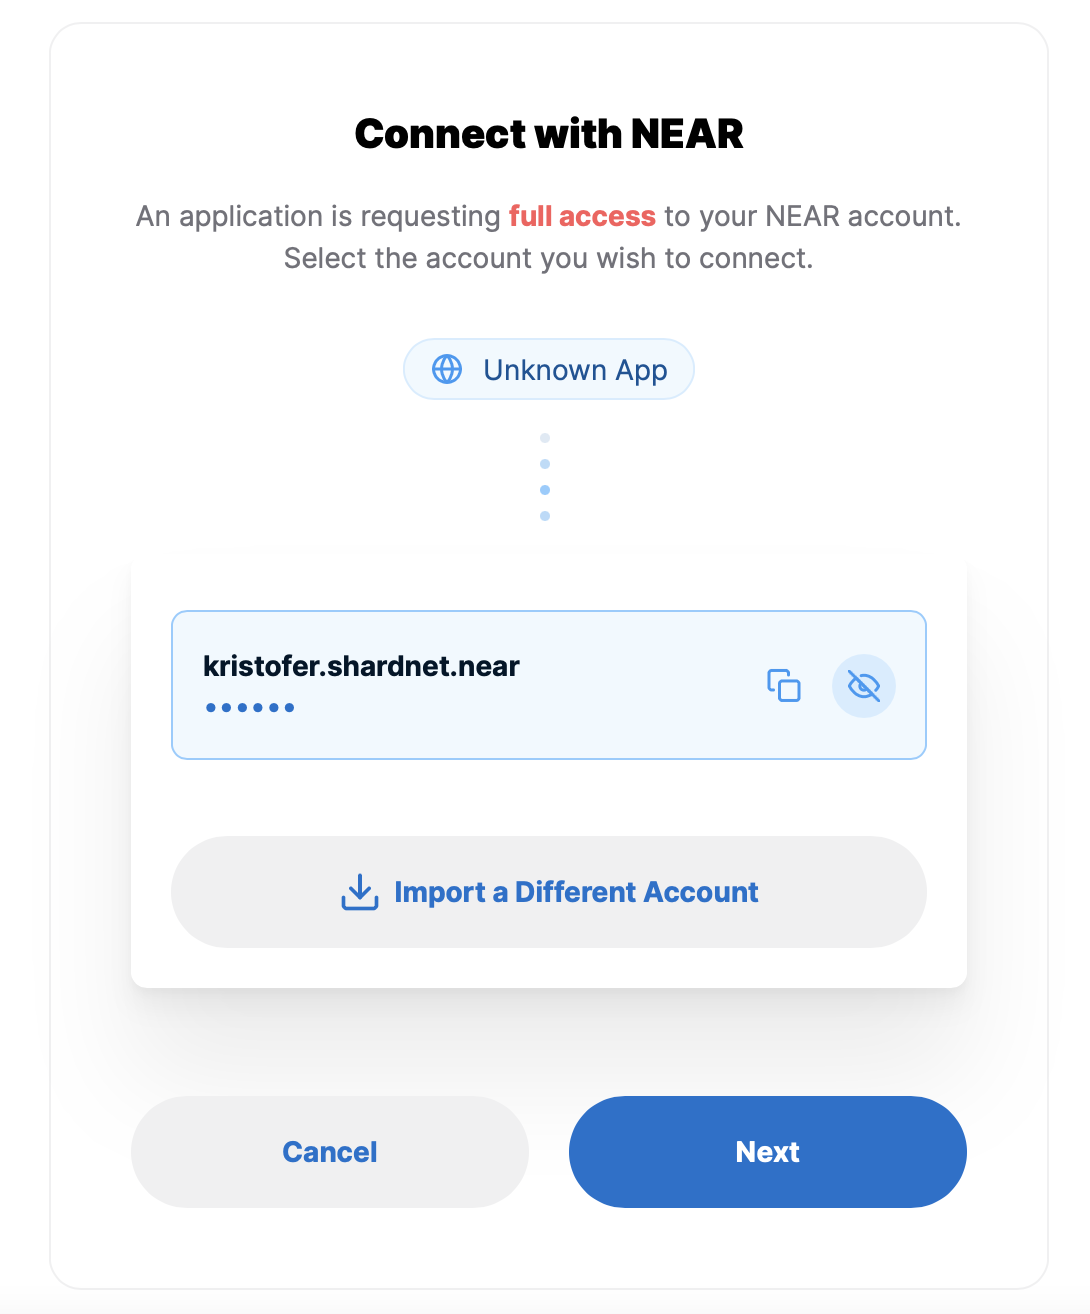 Connect with NEAR
An application is requesting full access to your NEAR account.
Select the account you wish to connect.
Unknown App
kristofer.shardnet.near
••••••
Import a Different Account
Cancel
Next